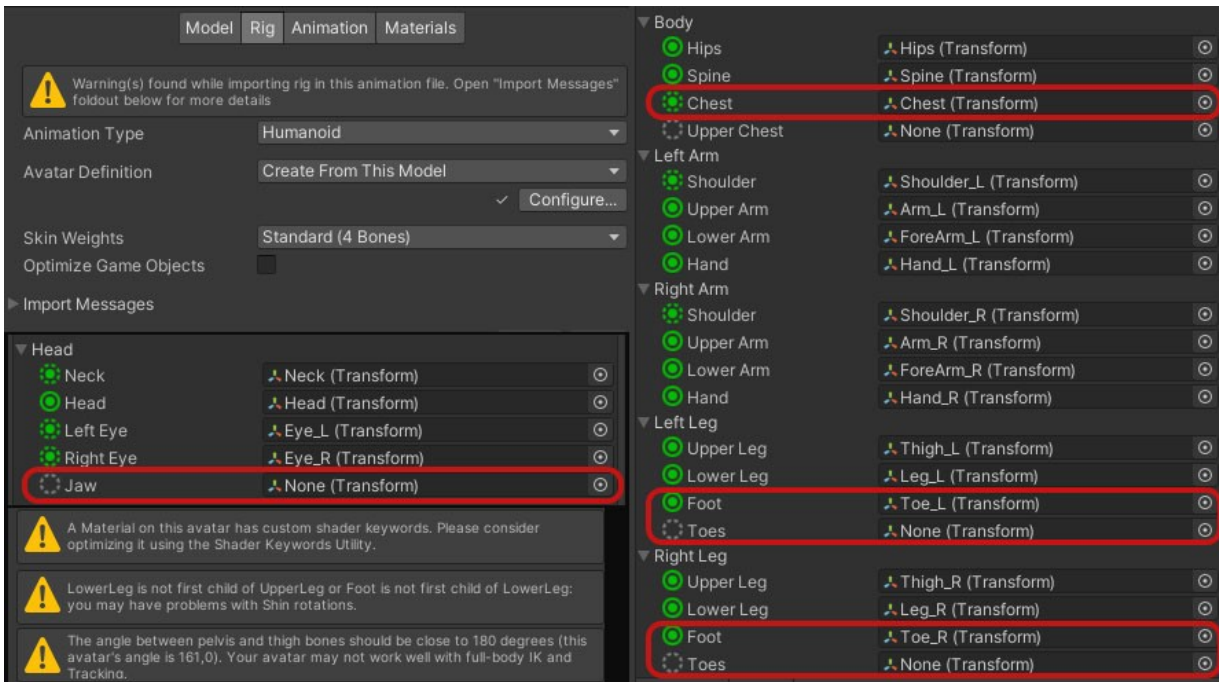 Model Rig Animation Materials
Warning(s) found while importing rig in this animation file. Open "Import Messages"
foldout below for more details
Animation Type Humanoid
Avatar Definition Create From This Model
Configure...
Skin Weights Standard (4 Bones)
Optimize Game Objects
Import Messages
Head
Neck Neck (Transform)
Head Head (Transform)
Left Eye Eye_L (Transform)
Right Eye Eye_R (Transform)
Jaw None (Transform)
A Material on this avatar has custom shader keywords. Please consider
optimizing it using the Shader Keywords Utility.
LowerLeg is not first child of UpperLeg or Foot is not first child of LowerLeg:
you may have problems with Shin rotations.
The angle between pelvis and thigh bones should be close to 180 degrees (this
avatar's angle is 161,0). Your avatar may not work well with full-body IK and
Tracking.
Body
Hips Hips (Transform)
Spine Spine (Transform)
Chest Chest (Transform)
Upper Chest None (Transform)
Left Arm
Shoulder Shoulder_L (Transform)
Upper Arm Arm_L (Transform)
Lower Arm ForeArm_L (Transform)
Hand Hand_L (Transform)
Right Arm
Shoulder Shoulder_R (Transform)
Upper Arm Arm_R (Transform)
Lower Arm ForeArm_R (Transform)
Hand Hand_R (Transform)
Left Leg
Upper Leg Thigh_L (Transform)
Lower Leg Leg_L (Transform)
Foot Toe_L (Transform)
Toes None (Transform)
Right Leg
Upper Leg Thigh_R (Transform)
Lower Leg Leg_R (Transform)
Foot Toe_R (Transform)
Toes None (Transform)